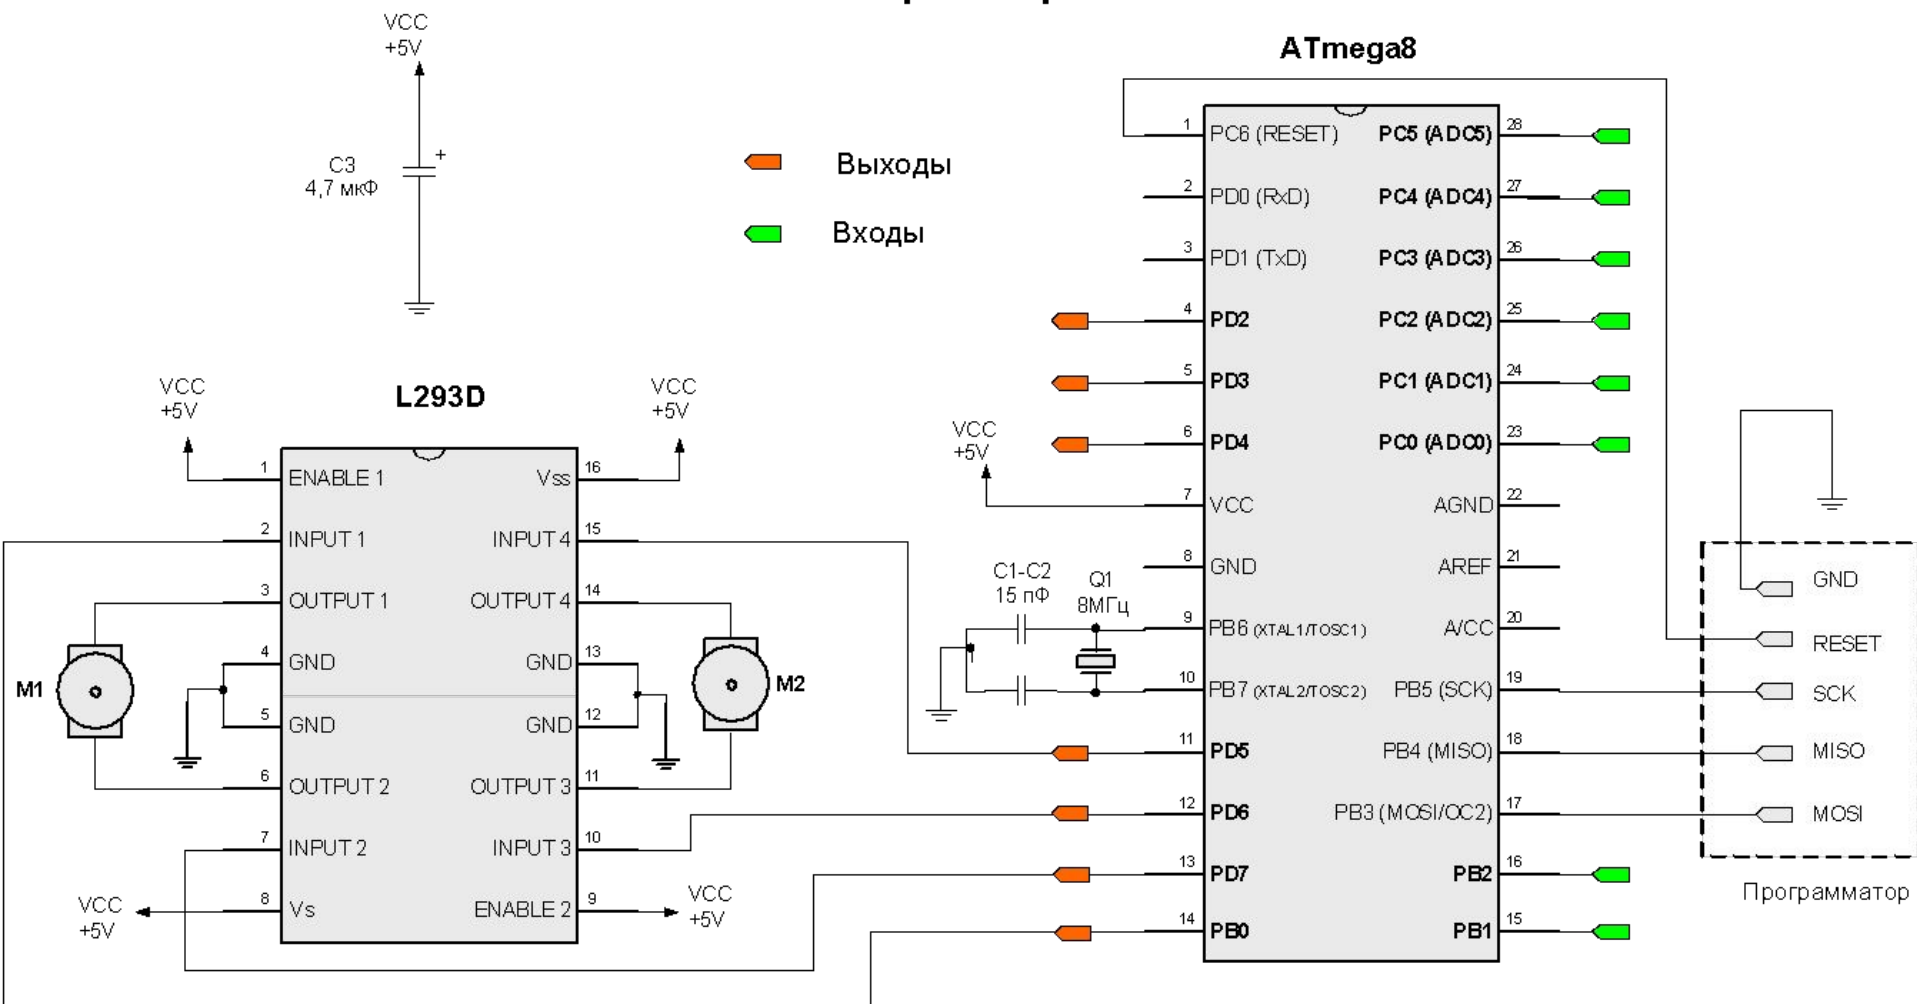 VCC
+5V
C3
4,7 мкФ
+
Выходы
Входы
ATmega8
1 PC6 (RESET) PC5 (ADC5) 28
2 PD0 (RxD) PC4 (ADC4) 27
3 PD1 (TxD) PC3 (ADC3) 26
4 PD2 PC2 (ADC2) 25
5 PD3 PC1 (ADC1) 24
6 PD4 PC0 (ADC0) 23
VCC
+5V
7 VCC AGND 22
8 GND AREF 21
9 PB6 (XTAL1/TOSC1) A/CC 20
10 PB7 (XTAL2/TOSC2) PB5 (SCK) 19
11 PD5 PB4 (MISO) 18
12 PD6 PB3 (MOSI/OC2) 17
13 PD7 PB2 16
14 PB0 PB1 15
C1-C2
15 пФ
Q1
8МГц
VCC
+5V
L293D
VCC
+5V
1 ENABLE 1 Vss 16
2 INPUT 1 INPUT 4 15
3 OUTPUT 1 OUTPUT 4 14
4 GND GND 13
M1
M2
5 GND GND 12
6 OUTPUT 2 OUTPUT 3 11
7 INPUT 2 INPUT 3 10
8 Vs ENABLE 2 9
VCC
+5V
VCC
+5V
GND
RESET
SCK
MISO
MOSI
Программатор